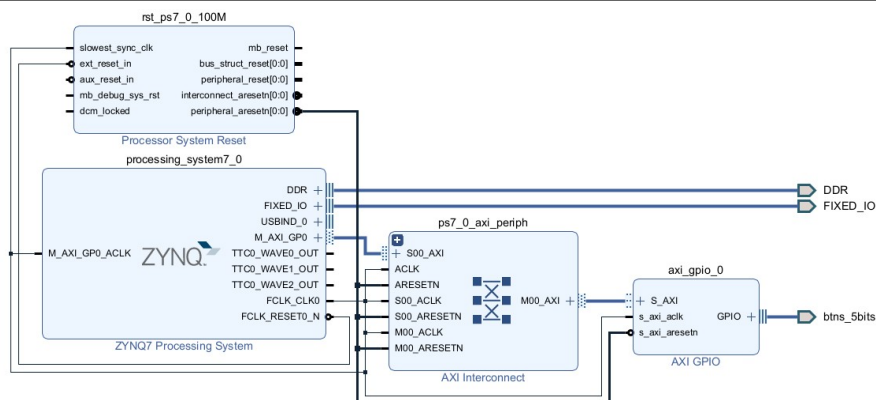 rst_ps7_0_100M
slowest_sync_clk
ext_reset_in
aux_reset_in
mb_debug_sys_rst
dcm_locked
mb_reset
bus_struct_reset[0:0]
peripheral_reset[0:0]
interconnect_aresetn[0:0]
peripheral_aresetn[0:0]
Processor System Reset
processing_system7_0
M_AXI_GP0_ACLK
ZYNQ
DDR
FIXED_IO
USBIND_0
M_AXI_GP0
TTC0_WAVE0_OUT
TTC0_WAVE1_OUT
TTC0_WAVE2_OUT
FCLK_CLK0
FCLK_RESET0_N
ZYNQ7 Processing System
ps7_0_axi_periph
S00_AXI
ACLK
ARESETN
S00_ACLK
S00_ARESETN
M00_ACLK
M00_ARESETN
M00_AXI
AXI Interconnect
axi_gpio_0
S_AXI
s_axi_aclk
s_axi_aresetn
GPIO
AXI GPIO
DDR
FIXED_IO
btns_5bits